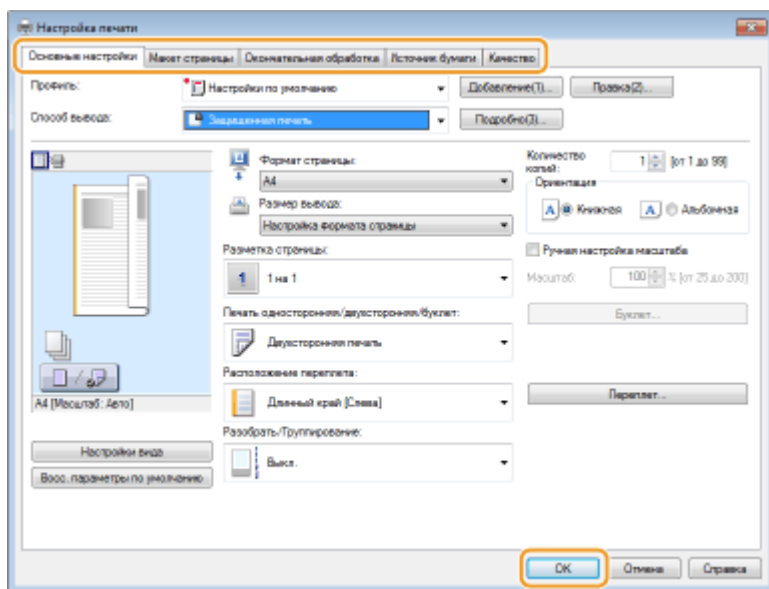 Настройка печати
Основные настройки Макет страницы Окончательная обработка Источник бумаги Качество
Профиль: Настройки по умолчанию Добавление(1)... Правка(2)...
Способ вывода: Защищенная печать Подробно(3)...
Формат страницы:
A4
Размер вывода:
Настройка формата страницы
Количество копий: 1 [от 1 до 99]
Ориентация
A Книжная A Альбомная
Разметка страницы:
1 1 на 1
Ручная настройка масштаба
Масштаб: 100 % [от 25 до 200]
Печать односторонняя/двухсторонняя/буклет:
Двухсторонняя печать
Буклет...
Расположение переплета:
Длинный край [Слева]
Переплет...
A4 [Масштаб: Авто]
Разобрать/Группирование:
Выкл.
Настройки вида
Восс. параметры по умолчанию
OK Отмена Справка